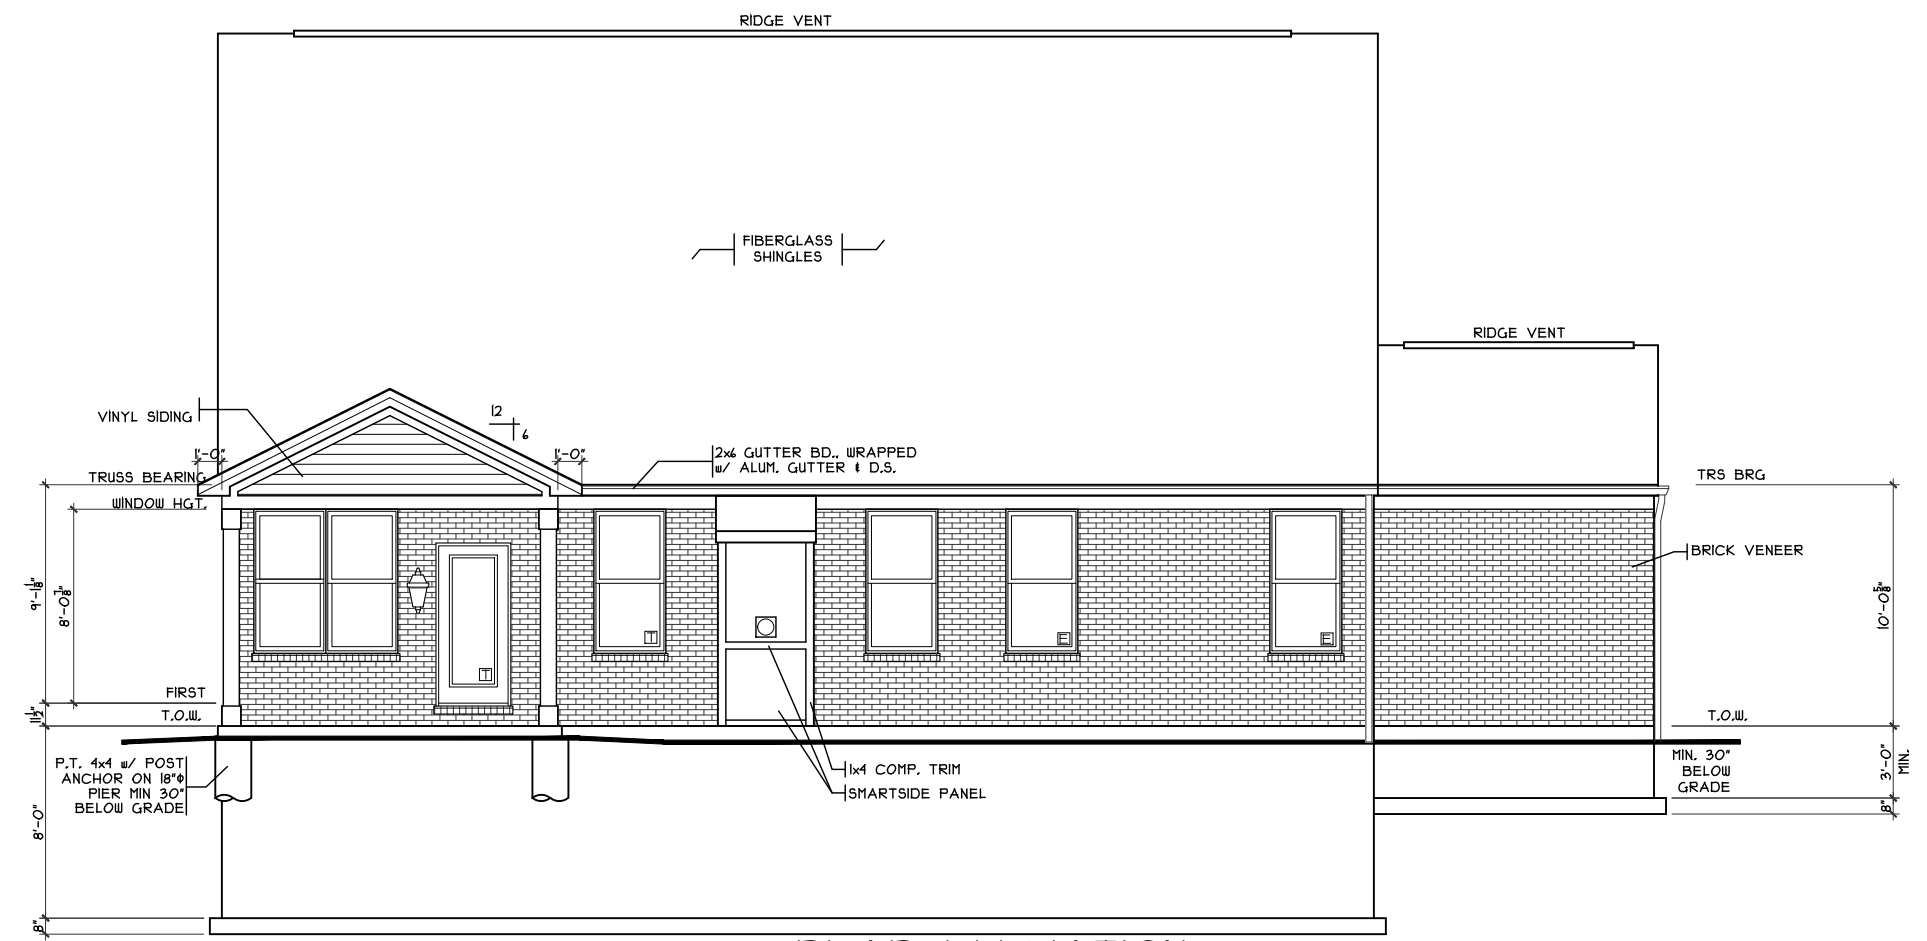 RIDGE VENT
FIBERGLASS
SHINGLES
RIDGE VENT
VINYL SIDING
12
6
1'-0"
1'-0"
2x6 GUTTER BD., WRAPPED
w/ ALUM. GUTTER & D.S.
TRUSS BEARING
TRS BRG
WINDOW HGT.
BRICK VENEER
9'-1 1/8"
8'-0 7/8"
10'-0 5/8"
T
E
E
T
FIRST
T.O.W.
T.O.W.
11 1/2"
P.T. 4x4 w/ POST
ANCHOR ON 18"Φ
PIER MIN 30"
BELOW GRADE
1x4 COMP. TRIM
SMARTSIDE PANEL
MIN. 30"
BELOW
GRADE
3'-0"
MIN.
8"
8'-0"
8"